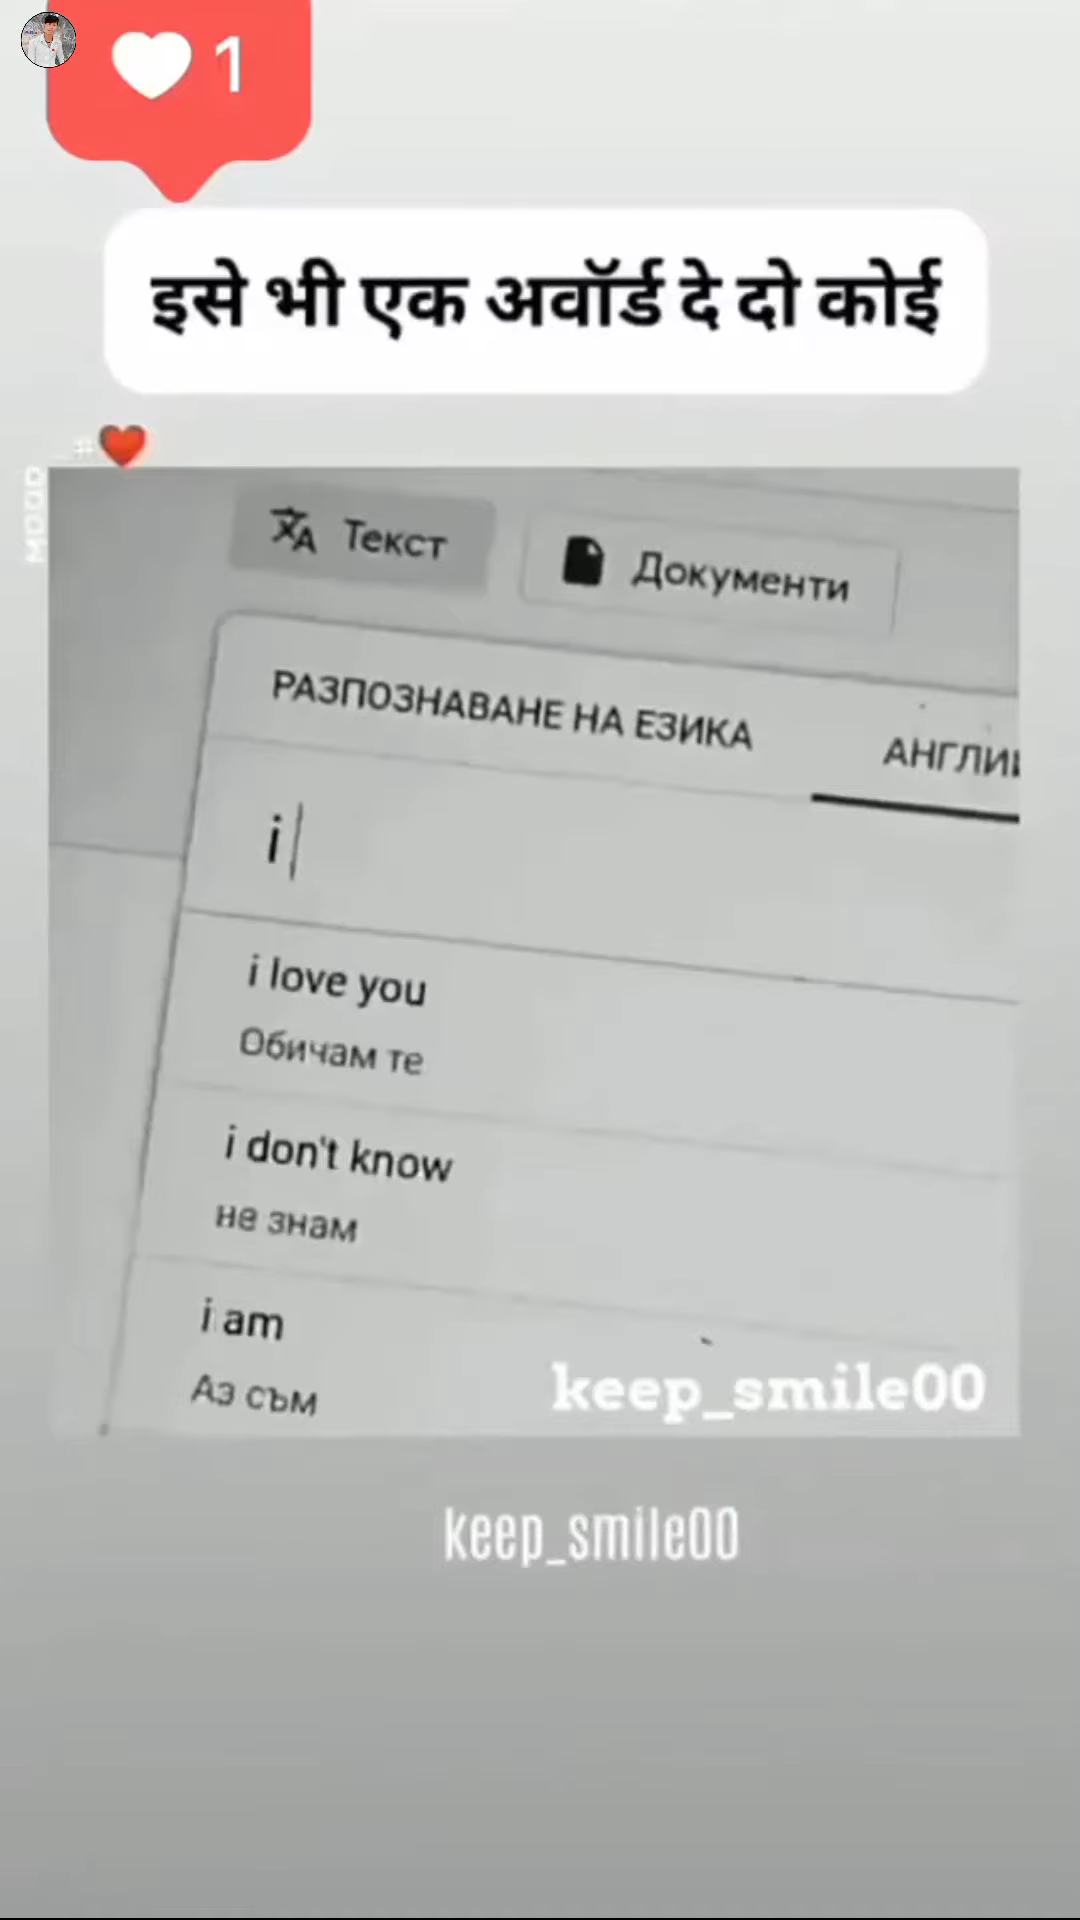 1
इसे भी एक अवॉर्ड दे दो कोई
#❤️
MOOD
Текст
Документи
РАЗПОЗНАВАНЕ НА ЕЗИКА
i
i love you
Обичам те
i don't know
не знам
i am
Аз съм
keep_smile00
keep_smile00